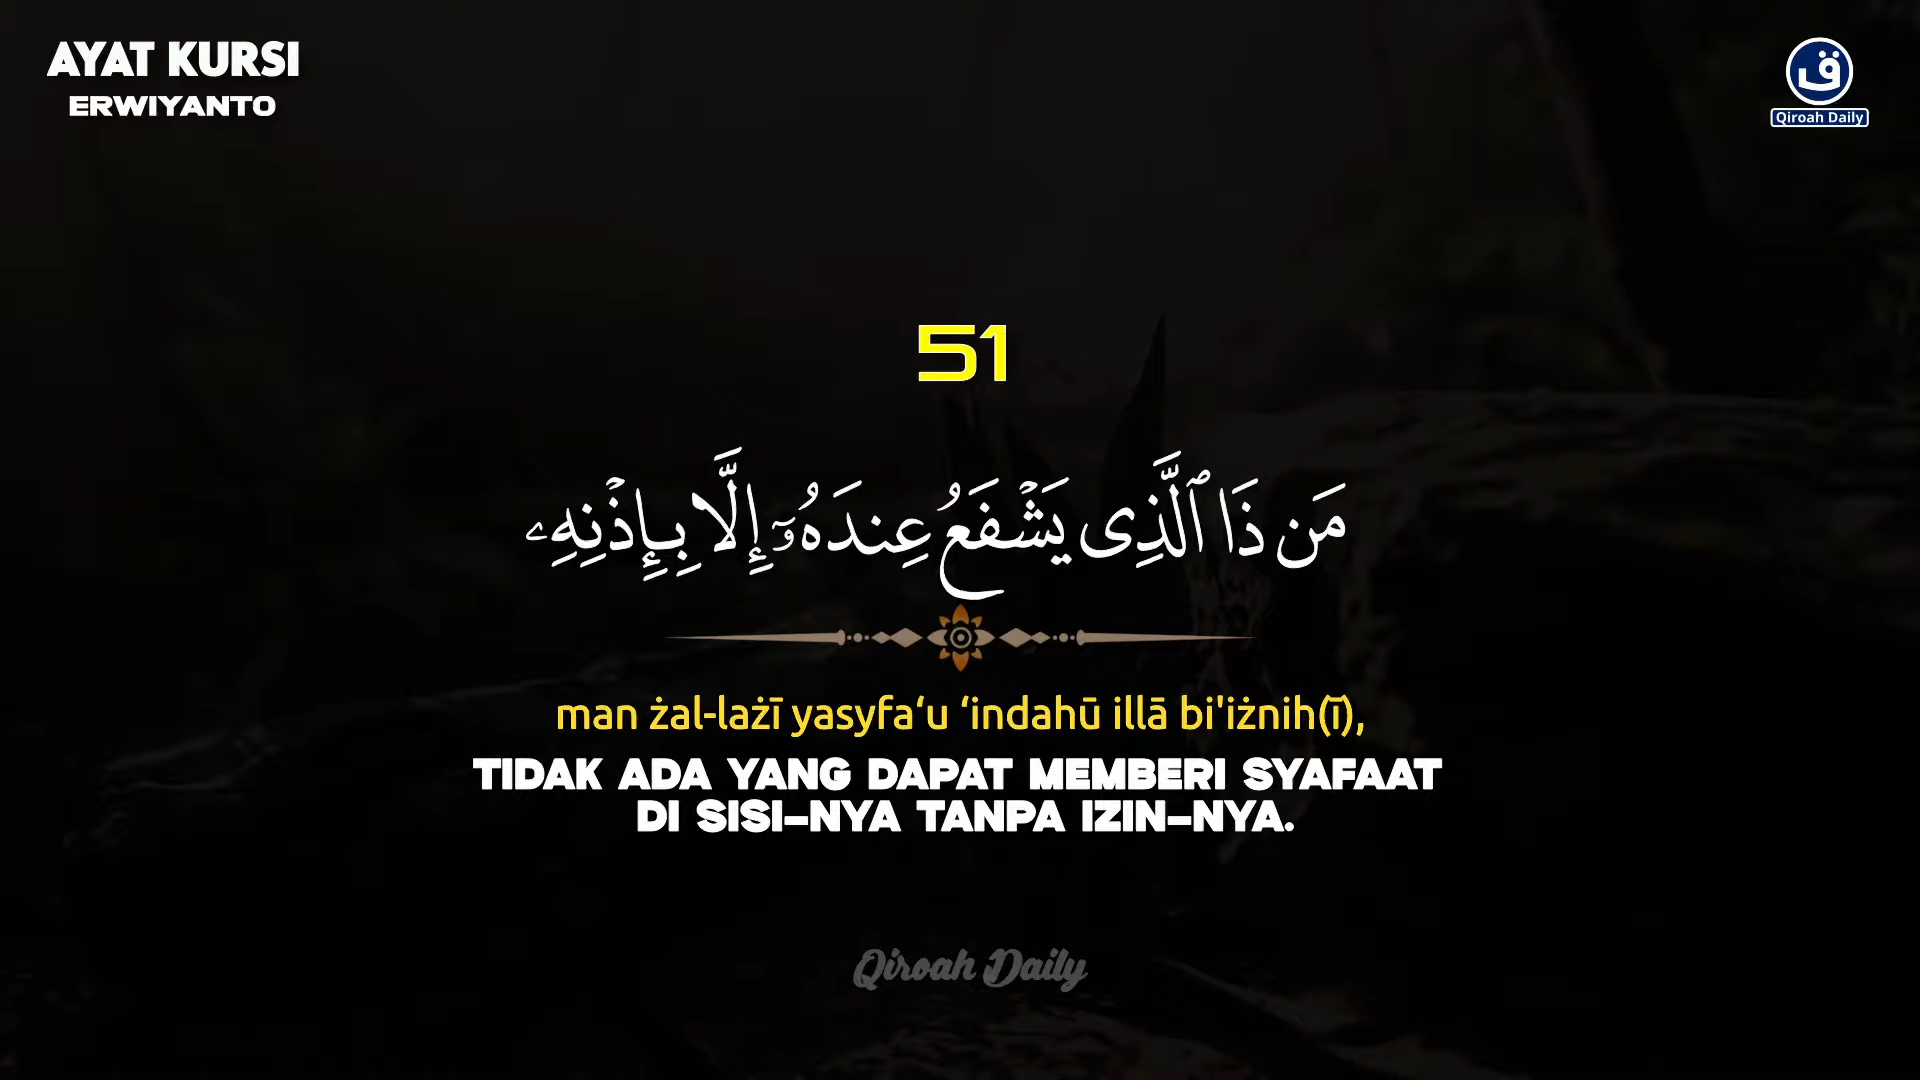 AYAT KURSI
ERWIYANTO
ق
Qiroah Daily
51
مَن ذَا ٱلَّذِى يَشْفَعُ عِندَهُۥٓ إِلَّا بِإِذْنِهِۦ
man żal-lażī yasyfa‘u ‘indahū illā bi'iżnih(ī),
TIDAK ADA YANG DAPAT MEMBERI SYAFAAT
DI SISI-NYA TANPA IZIN-NYA.
Qiroah Daily